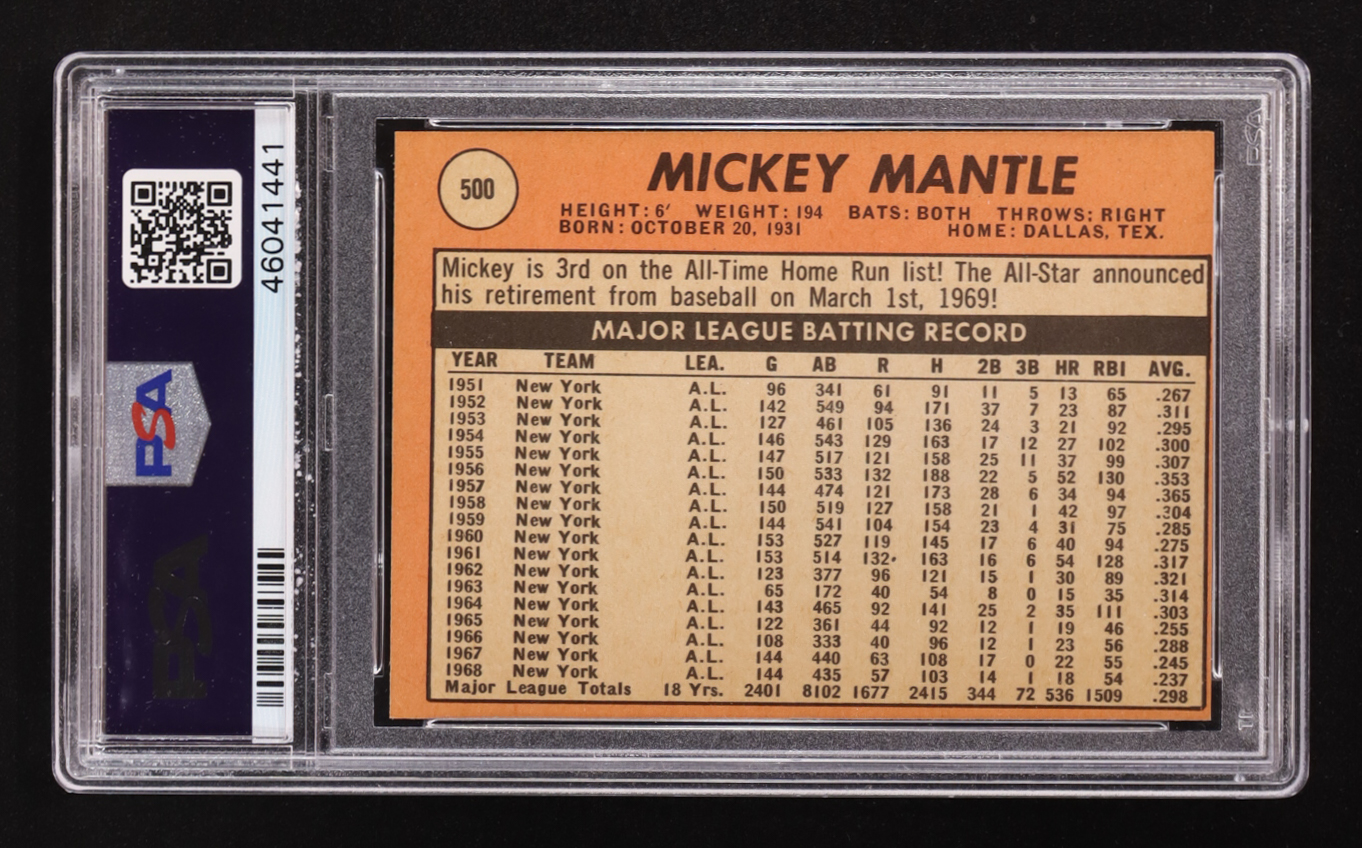 46041441
PSA
PSA
500
MICKEY MANTLE
HEIGHT: 6' WEIGHT: 194 BATS: BOTH THROWS: RIGHT
BORN: OCTOBER 20, 1931 HOME: DALLAS, TEX.
Mickey is 3rd on the All-Time Home Run list! The All-Star announced
his retirement from baseball on March 1st, 1969!
MAJOR LEAGUE BATTING RECORD
YEAR TEAM LEA. G AB R H 2B 3B HR RBI AVG.
1951 New York A.L. 96 341 61 91 11 5 13 65 .267
1952 New York A.L. 142 549 94 171 37 7 23 87 .311
1953 New York A.L. 127 461 105 136 24 3 21 92 .295
1954 New York A.L. 146 543 129 163 17 12 27 102 .300
1955 New York A.L. 147 517 121 158 25 11 37 99 .307
1956 New York A.L. 150 533 132 188 22 5 52 130 .353
1957 New York A.L. 144 474 121 173 28 6 34 94 .365
1958 New York A.L. 150 519 127 158 21 1 42 97 .304
1959 New York A.L. 144 541 104 154 23 4 31 75 .285
1960 New York A.L. 153 527 119 145 17 6 40 94 .275
1961 New York A.L. 153 514 132 163 16 6 54 128 .317
1962 New York A.L. 123 377 96 121 15 1 30 89 .321
1963 New York A.L. 65 172 40 54 8 0 15 35 .314
1964 New York A.L. 143 465 92 141 25 2 35 111 .303
1965 New York A.L. 122 361 44 92 12 1 19 46 .255
1966 New York A.L. 108 333 40 96 12 1 23 56 .288
1967 New York A.L. 144 440 63 108 17 0 22 55 .245
1968 New York A.L. 144 435 57 103 14 1 18 54 .237
Major League Totals 18 Yrs. 2401 8102 1677 2415 344 72 536 1509 .298
PSA